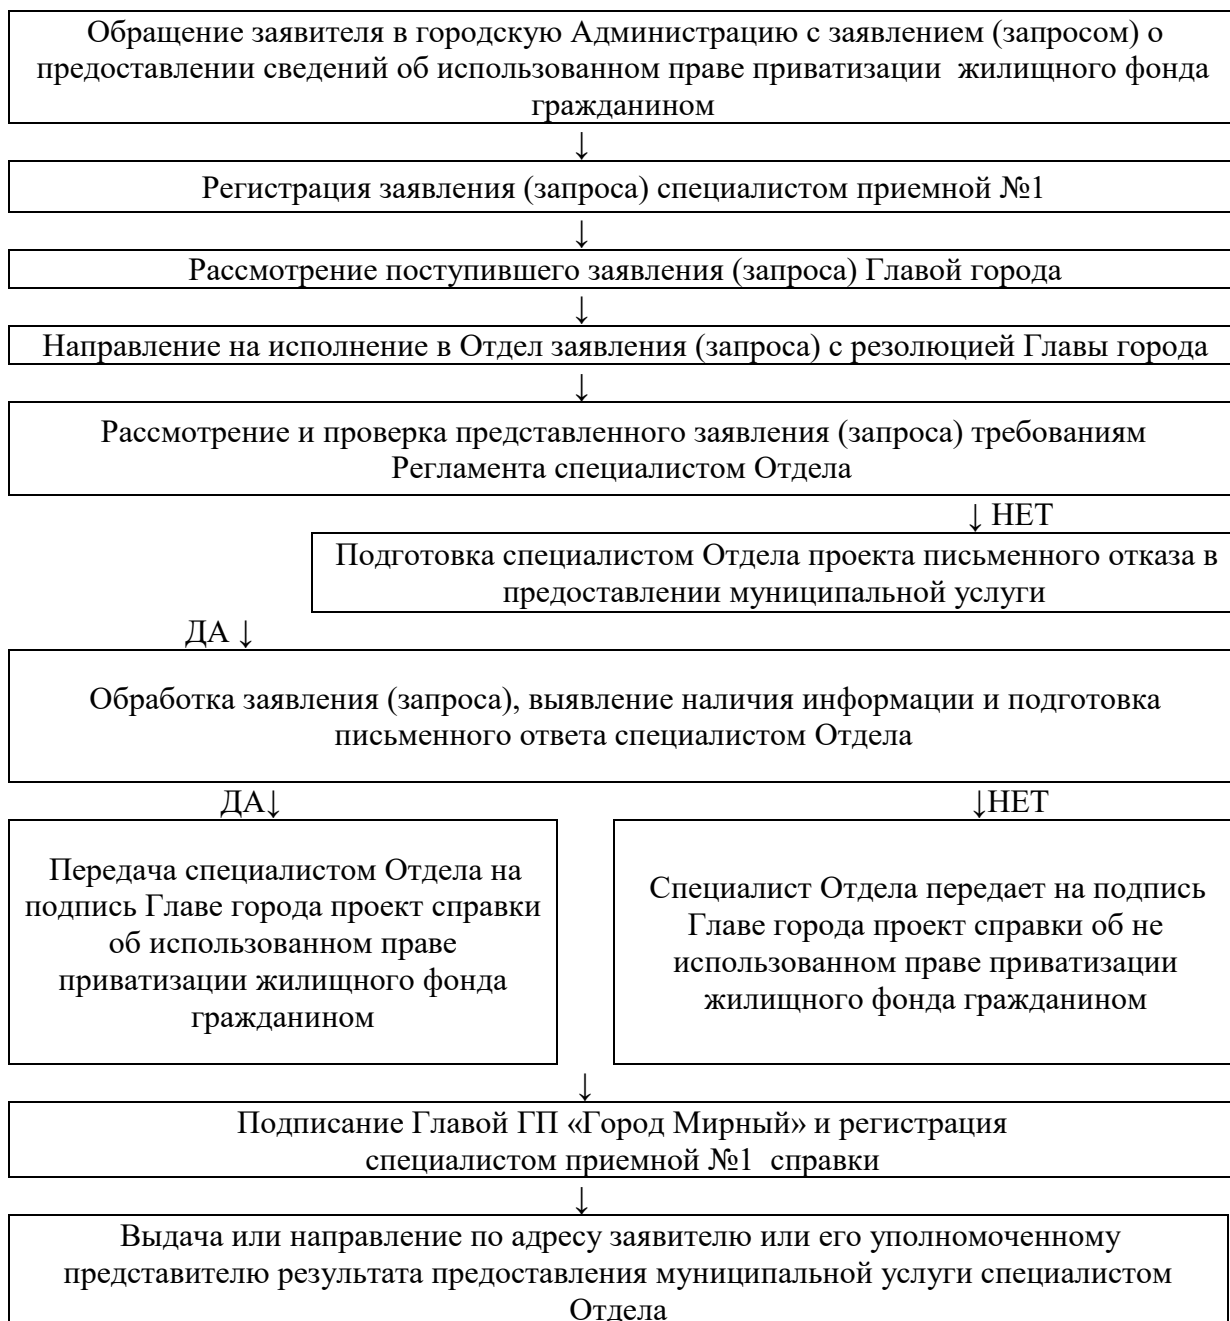 Обращение заявителя в городскую Администрацию с заявлением (запросом) о
предоставлении сведений об использованном праве приватизации жилищного фонда
гражданином
↓
Регистрация заявления (запроса) специалистом приемной №1
↓
Рассмотрение поступившего заявления (запроса) Главой города
↓
Направление на исполнение в Отдел заявления (запроса) с резолюцией Главы города
↓
Рассмотрение и проверка представленного заявления (запроса) требованиям
Регламента специалистом Отдела
↓ НЕТ
Подготовка специалистом Отдела проекта письменного отказа в
предоставлении муниципальной услуги
ДА ↓
Обработка заявления (запроса), выявление наличия информации и подготовка
письменного ответа специалистом Отдела
ДА↓
Передача специалистом Отдела на
подпись Главе города проект справки
об использованном праве
приватизации жилищного фонда
гражданином
↓НЕТ
Специалист Отдела передает на подпись
Главе города проект справки об не
использованном праве приватизации
жилищного фонда гражданином
↓
Подписание Главой ГП «Город Мирный» и регистрация
специалистом приемной №1 справки
↓
Выдача или направление по адресу заявителю или его уполномоченному
представителю результата предоставления муниципальной услуги специалистом
Отдела